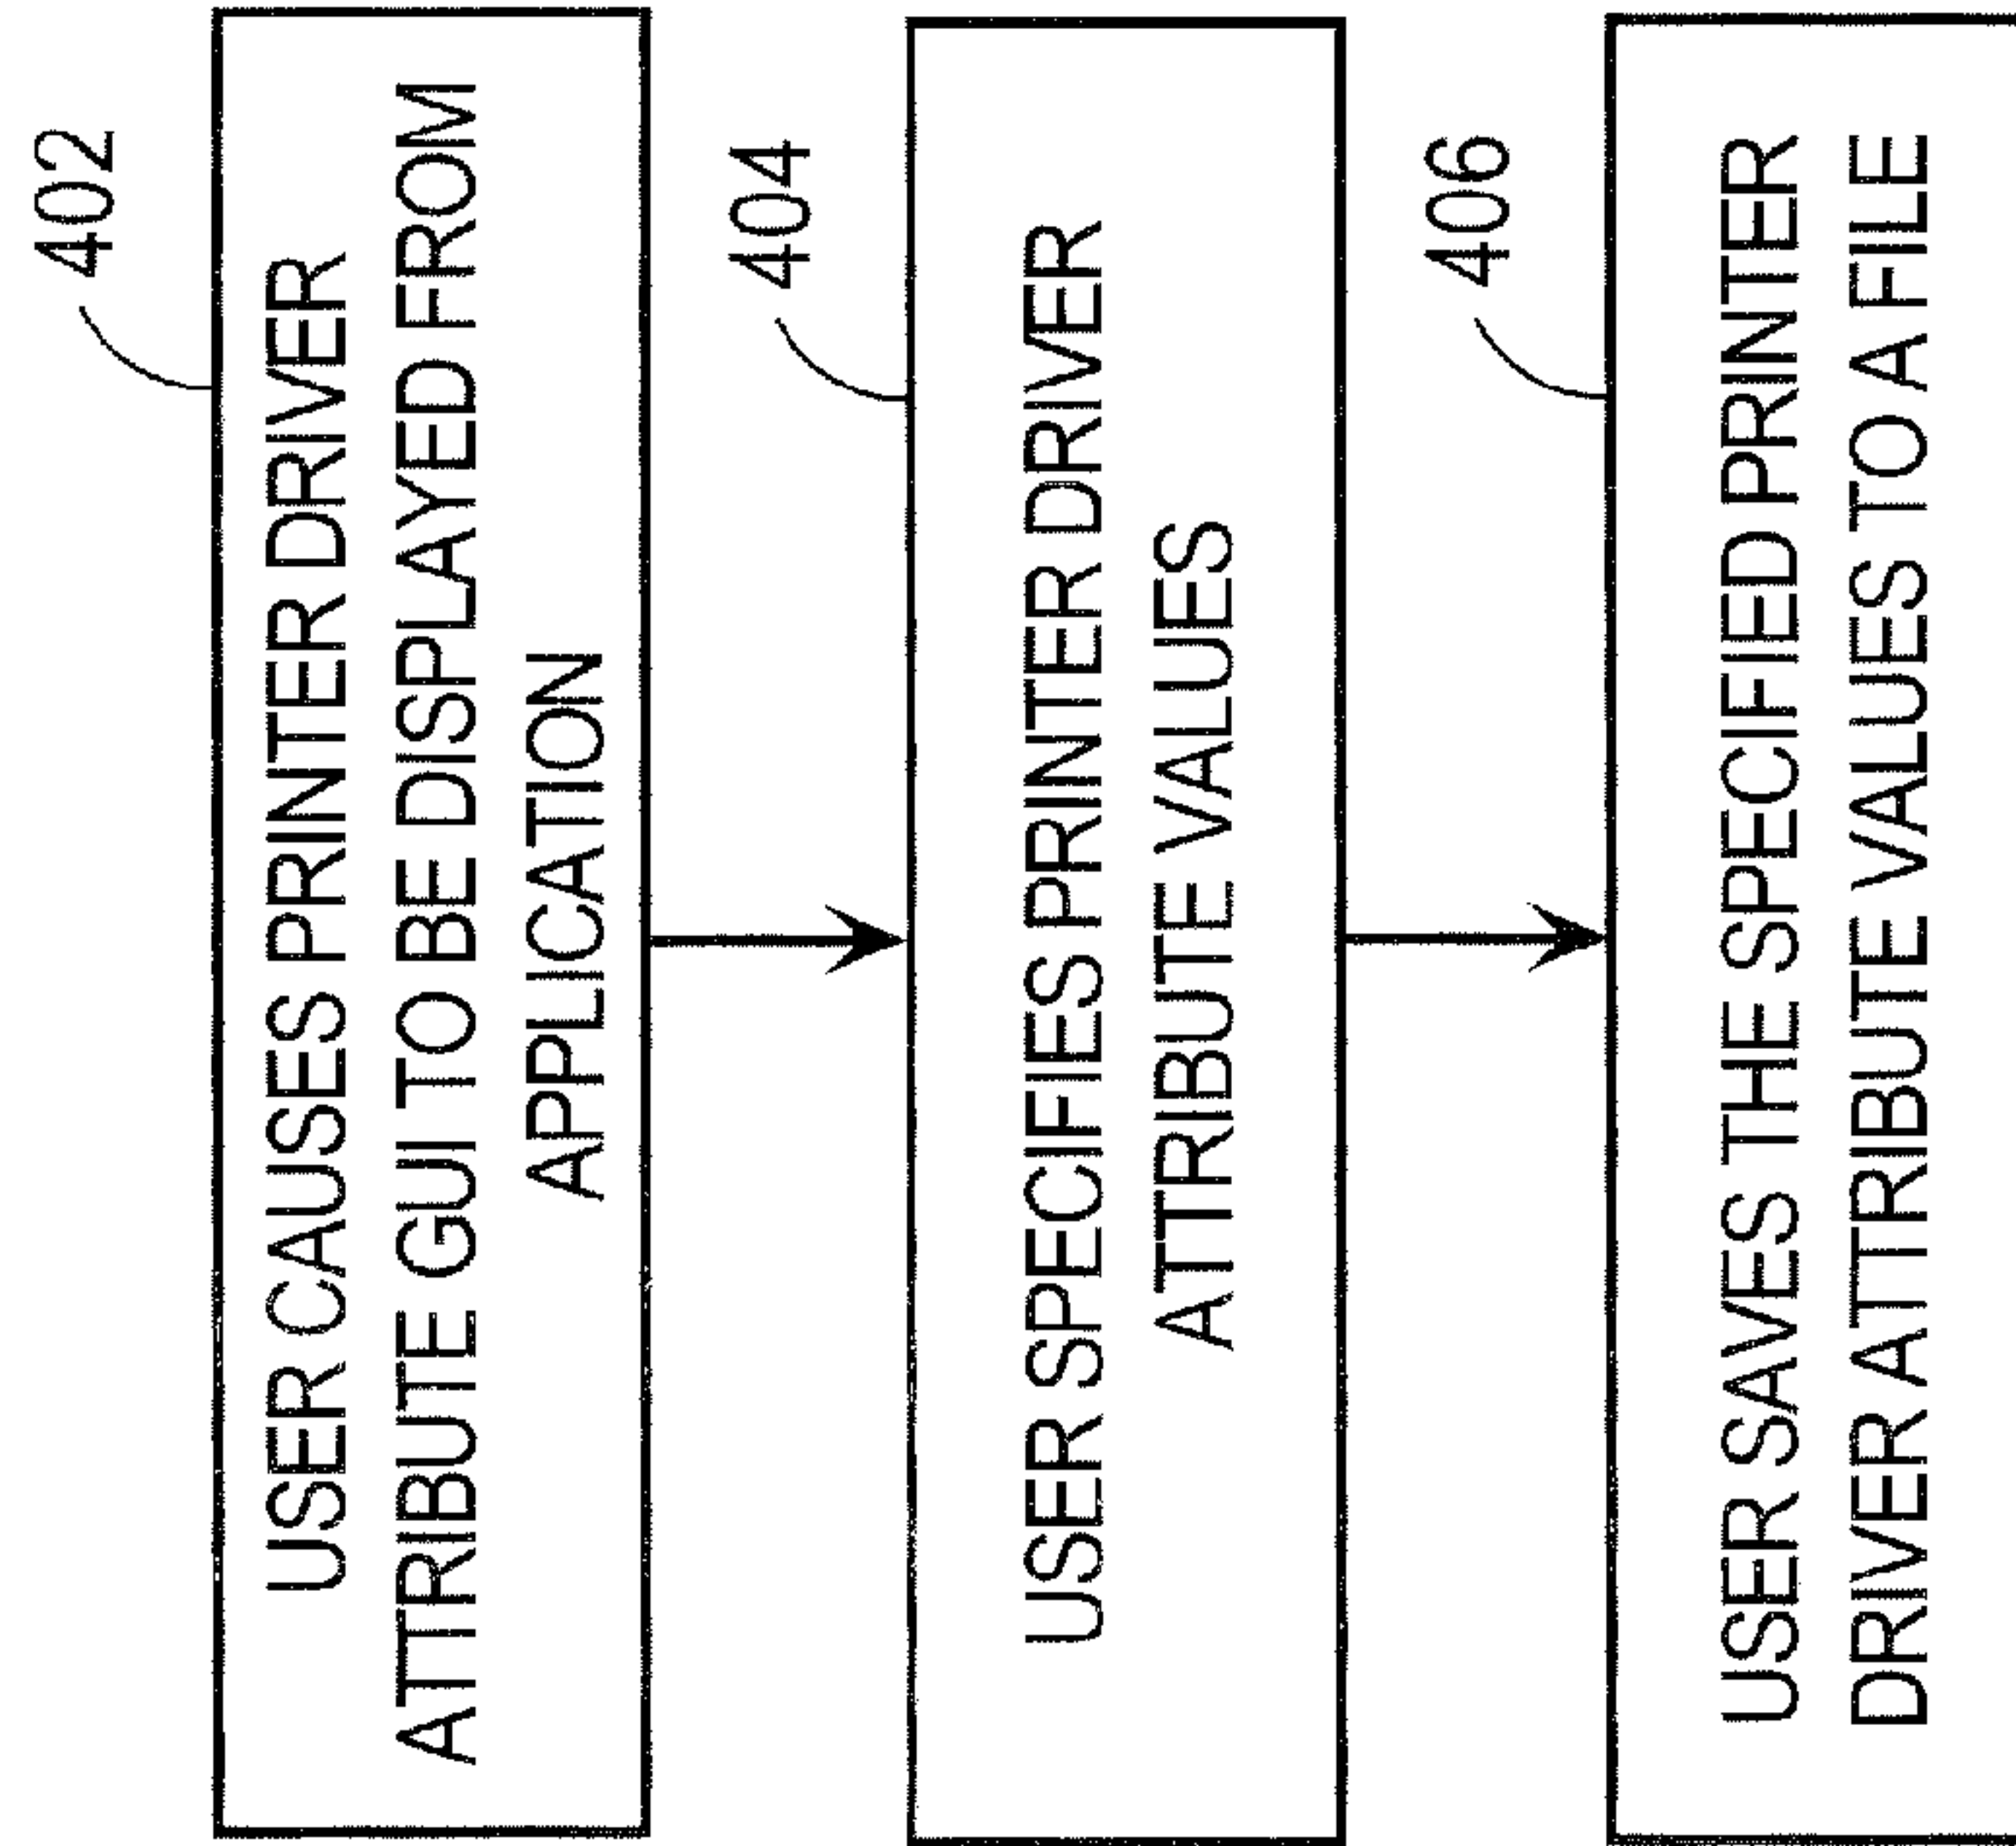 402
USER CAUSES PRINTER DRIVER
ATTRIBUTE GUI TO BE DISPLAYED FROM
APPLICATION
404
USER SPECIFIES PRINTER DRIVER
ATTRIBUTE VALUES
406
USER SAVES THE SPECIFIED PRINTER
DRIVER ATTRIBUTE VALUES TO A FILE